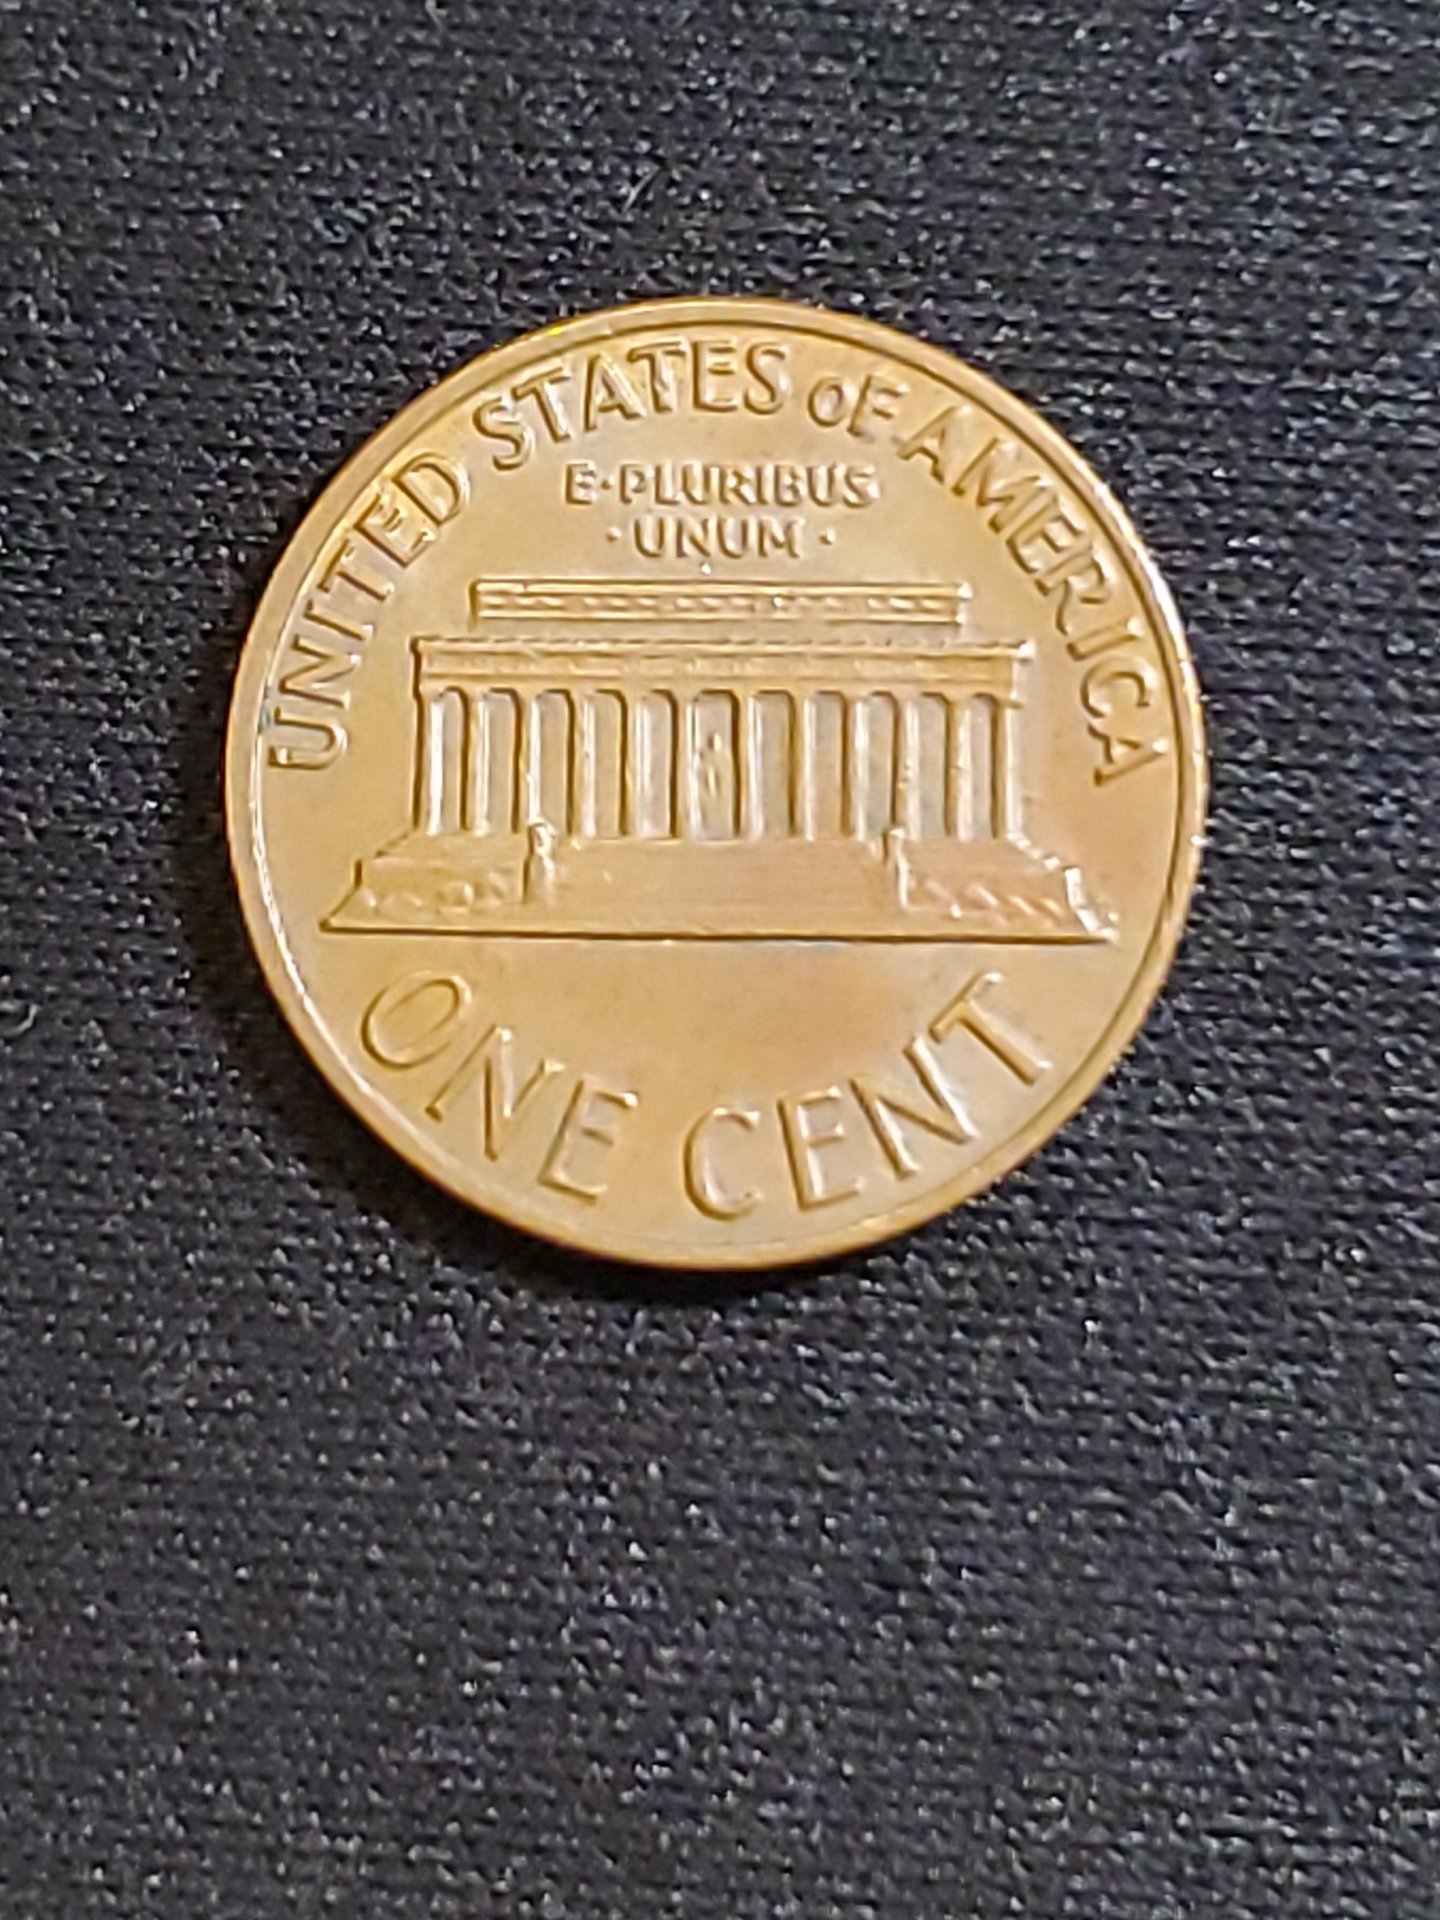 UNITED STATES OF AMERICA
E·PLURIBUS
·UNUM·
ONE CENT